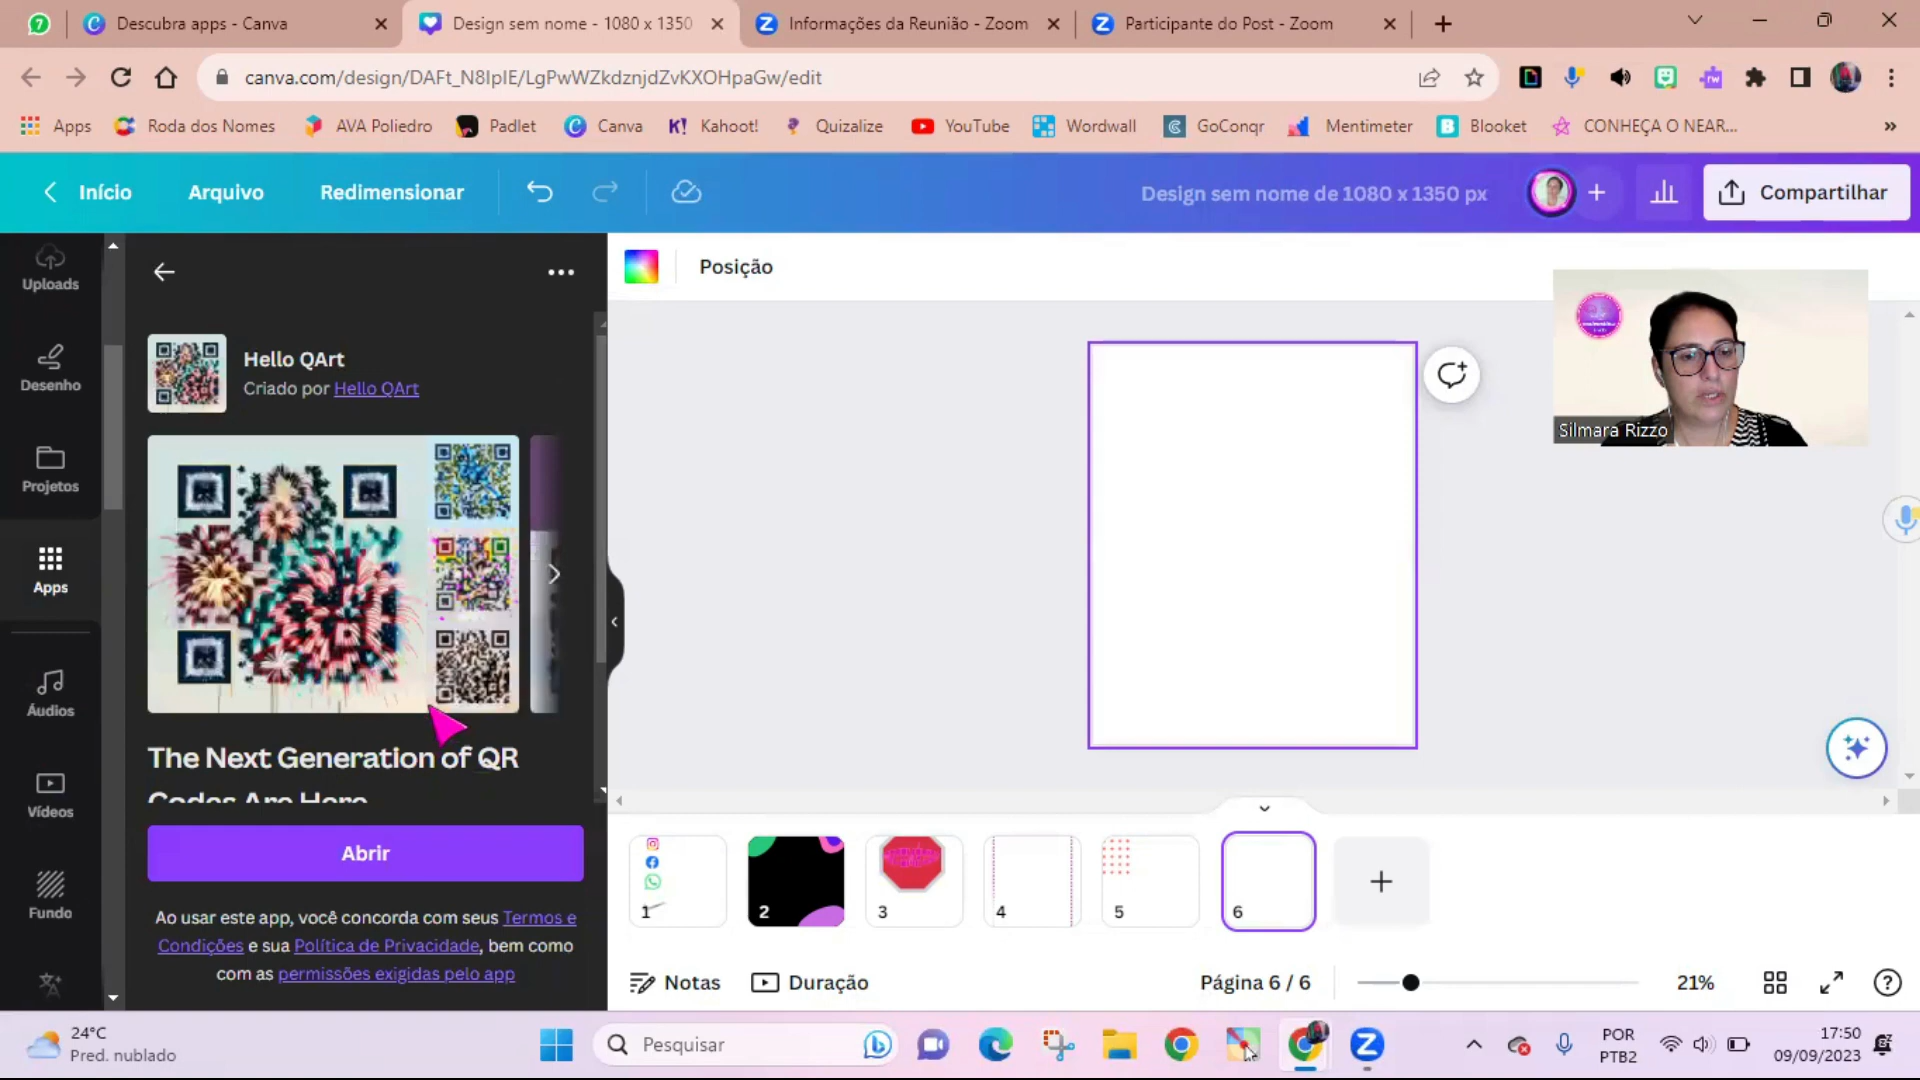 7
Descubra apps - Canva
Design sem nome - 1080 x 1350
Informações da Reunião - Zoom
Participante do Post - Zoom
canva.com/design/DAFt_N8IpIE/LgPwWZkdznjdZvKXOHpaGw/edit
Apps
Roda dos Nomes
AVA Poliedro
Padlet
Canva
K! Kahoot!
Quizalize
YouTube
Wordwall
GoConqr
Mentimeter
Blooket
CONHEÇA O NEAR...
Início
Arquivo
Redimensionar
Design sem nome de 1080 x 1350 px
Compartilhar
Uploads
Desenho
Projetos
Apps
Áudios
Vídeos
Fundo
Hello QArt
Criado por Hello QArt
The Next Generation of QR
Codes Are Here
Abrir
Ao usar este app, você concorda com seus Termos e
Condições e sua Política de Privacidade, bem como
com as permissões exigidas pelo app
Posição
Silmara Rizzo
1
2
3
4
5
6
Notas
Duração
Página 6 / 6
21%
24°C
Pred. nublado
Pesquisar
POR
PTB2
17:50
09/09/2023